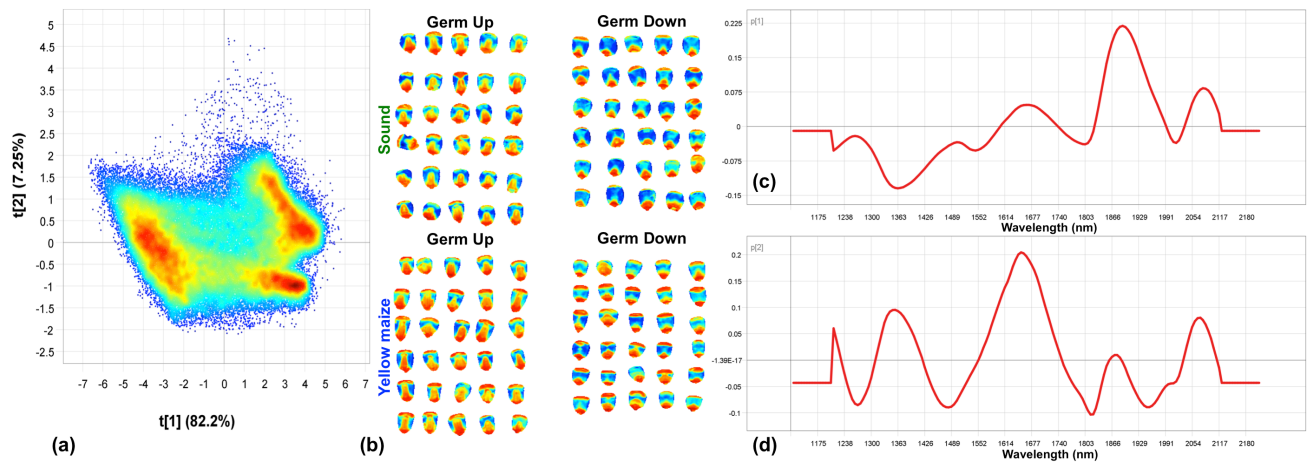 5
4.5
4
3.5
3
2.5
2
1.5
1
0.5
0
-0.5
-1
-1.5
-2
-2.5
t[2] (7.25%)
-7 -6 -5 -4 -3 -2 -1 0 1 2 3 4 5 6 7
t[1] (82.2%)
(a)
Germ Up Germ Down
Sound
Germ Up Germ Down
Yellow maize
(b)
p[1]
0.225
0.15
0.075
0
-0.075
-0.15
(c)
1175 1238 1300 1363 1426 1489 1552 1614 1677 1740 1803 1866 1929 1991 2054 2117 2180
Wavelength (nm)
p[2]
0.2
0.15
0.1
0.05
-1.39E-17
-0.05
-0.1
1175 1238 1300 1363 1426 1489 1552 1614 1677 1740 1803 1866 1929 1991 2054 2117 2180
Wavelength (nm)
(d)